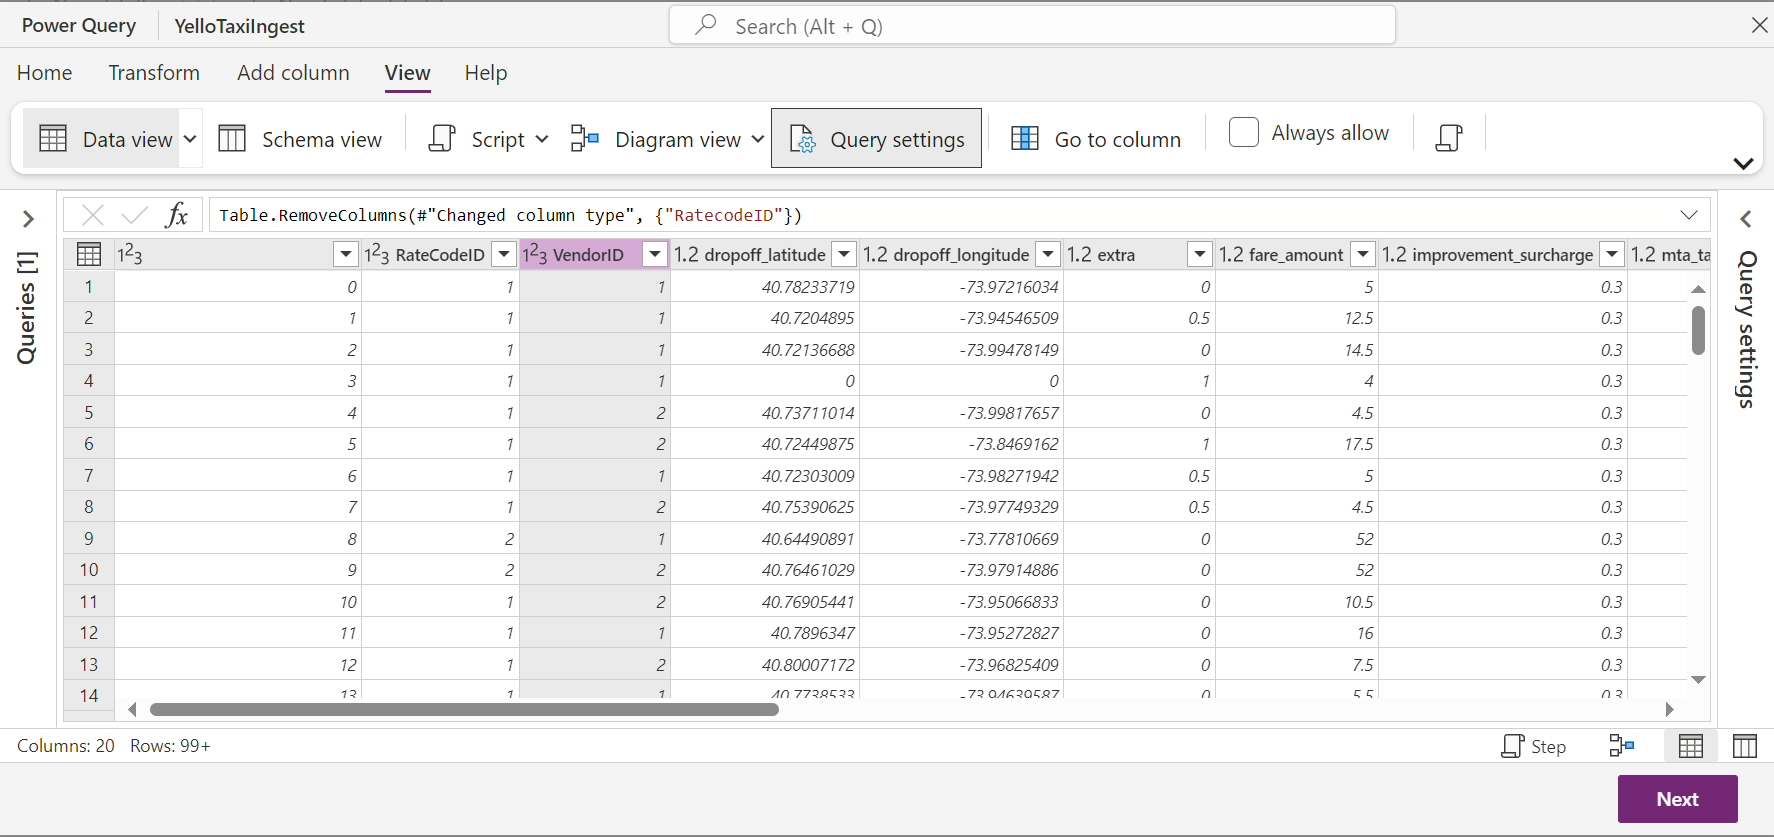 Power Query YelloTaxiIngest Search (Alt + Q)
Home Transform Add column View Help
Data view Schema view Script Diagram view Query settings Go to column Always allow
fx Table.RemoveColumns(#"Changed column type", {"RatecodeID"})
Queries [1]
Query settings
1²3 1²3 RateCodeID 1²3 VendorID 1.2 dropoff_latitude 1.2 dropoff_longitude 1.2 extra 1.2 fare_amount 1.2 improvement_surcharge 1.2 mta_ta
1 0 1 1 40.78233719 -73.97216034 0 5 0.3
2 1 1 1 40.7204895 -73.94546509 0.5 12.5 0.3
3 2 1 1 40.72136688 -73.99478149 0 14.5 0.3
4 3 1 1 0 0 1 4 0.3
5 4 1 2 40.73711014 -73.99817657 0 4.5 0.3
6 5 1 2 40.72449875 -73.8469162 1 17.5 0.3
7 6 1 1 40.72303009 -73.98271942 0.5 5 0.3
8 7 1 2 40.75390625 -73.97749329 0.5 4.5 0.3
9 8 2 1 40.64490891 -73.77810669 0 52 0.3
10 9 2 2 40.76461029 -73.97914886 0 52 0.3
11 10 1 2 40.76905441 -73.95066833 0 10.5 0.3
12 11 1 1 40.7896347 -73.95272827 0 16 0.3
13 12 1 2 40.80007172 -73.96825409 0 7.5 0.3
14 13 1 1 40.7738533 -73.94639587 0 5.5 0.3
Columns: 20 Rows: 99+ Step
Next